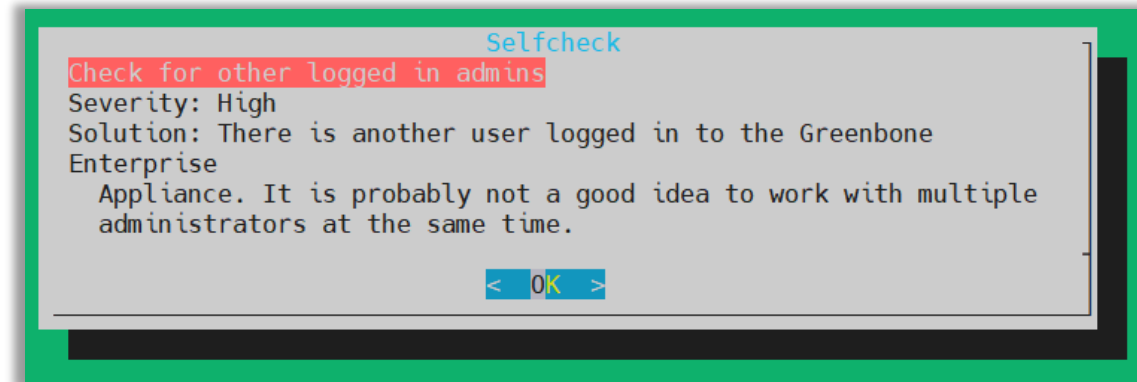 Selfcheck
Check for other logged in admins
Severity: High
Solution: There is another user logged in to the Greenbone
Enterprise
Appliance. It is probably not a good idea to work with multiple
administrators at the same time.
< OK >